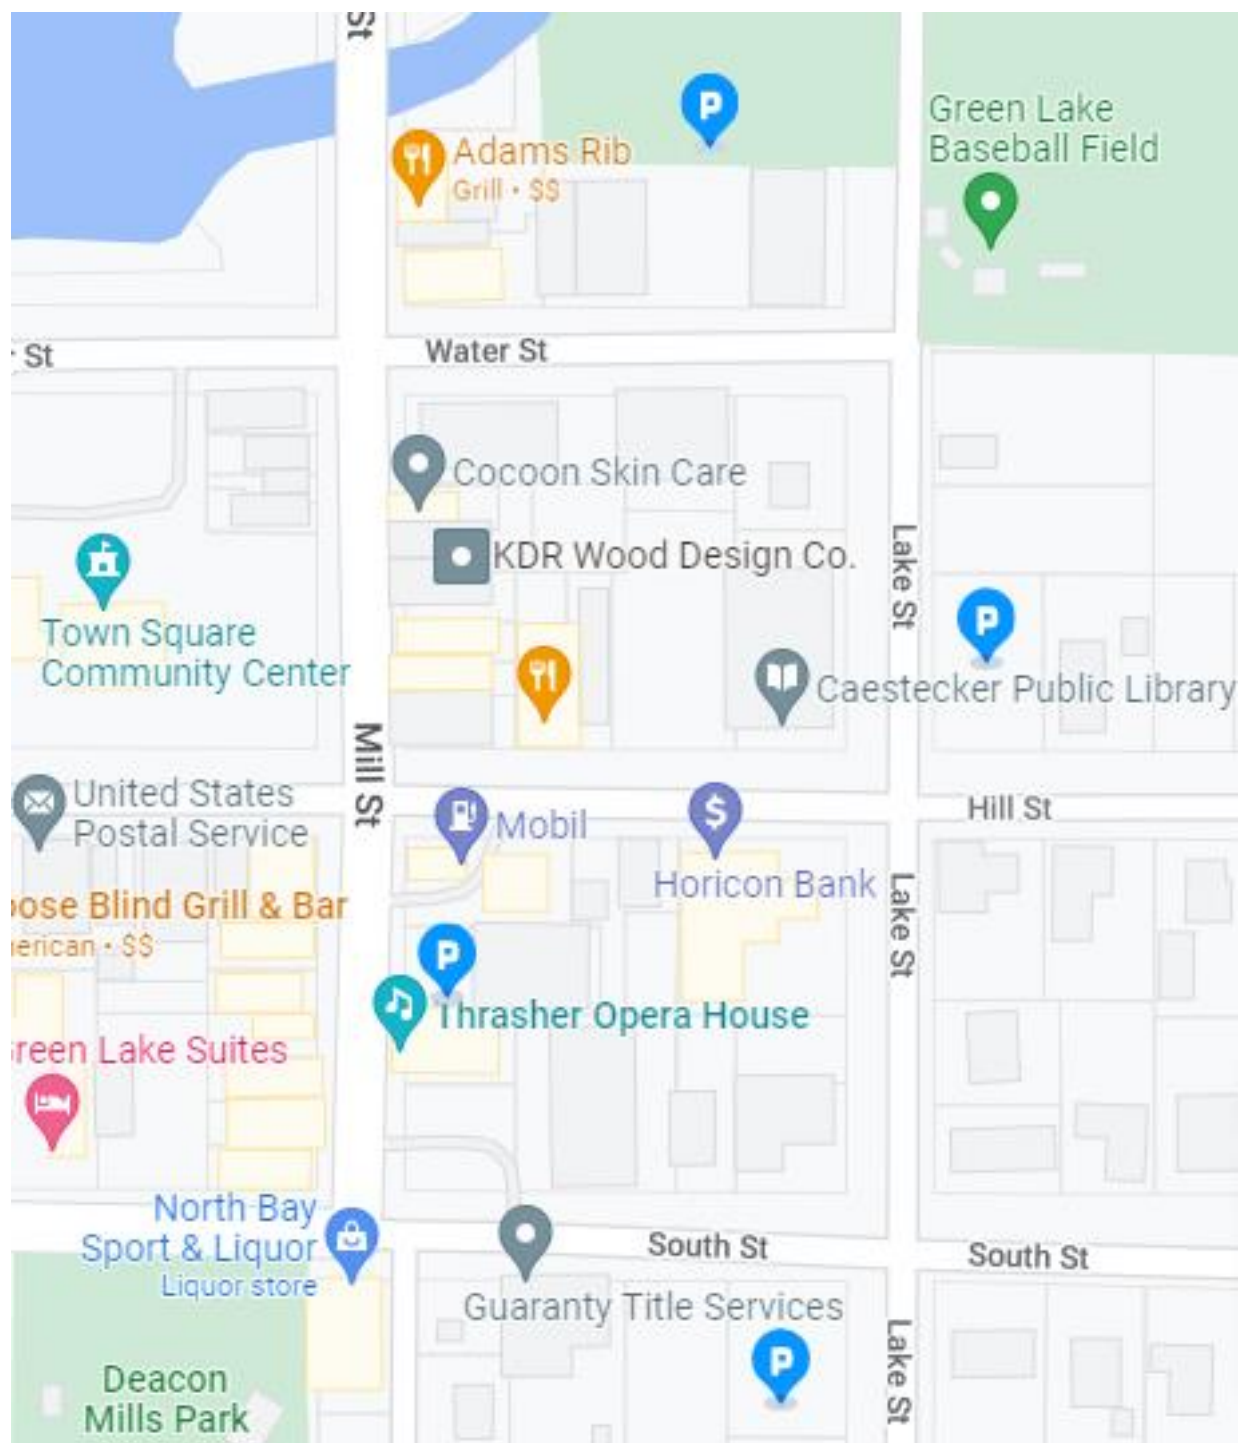 St
Adams Rib
Grill • $$
P
Green Lake
Baseball Field
St
Water St
Cocoon Skin Care
KDR Wood Design Co.
Lake St
Town Square
Community Center
P
Caestecker Public Library
Mill St
United States
Postal Service
Mobil
$
Horicon Bank
Hill St
Blind Grill & Bar
• $$
Lake St
P
Thrasher Opera House
Lake Suites
North Bay
Sport & Liquor
Liquor store
South St
South St
Guaranty Title Services
P
Lake St
Deacon
Mills Park